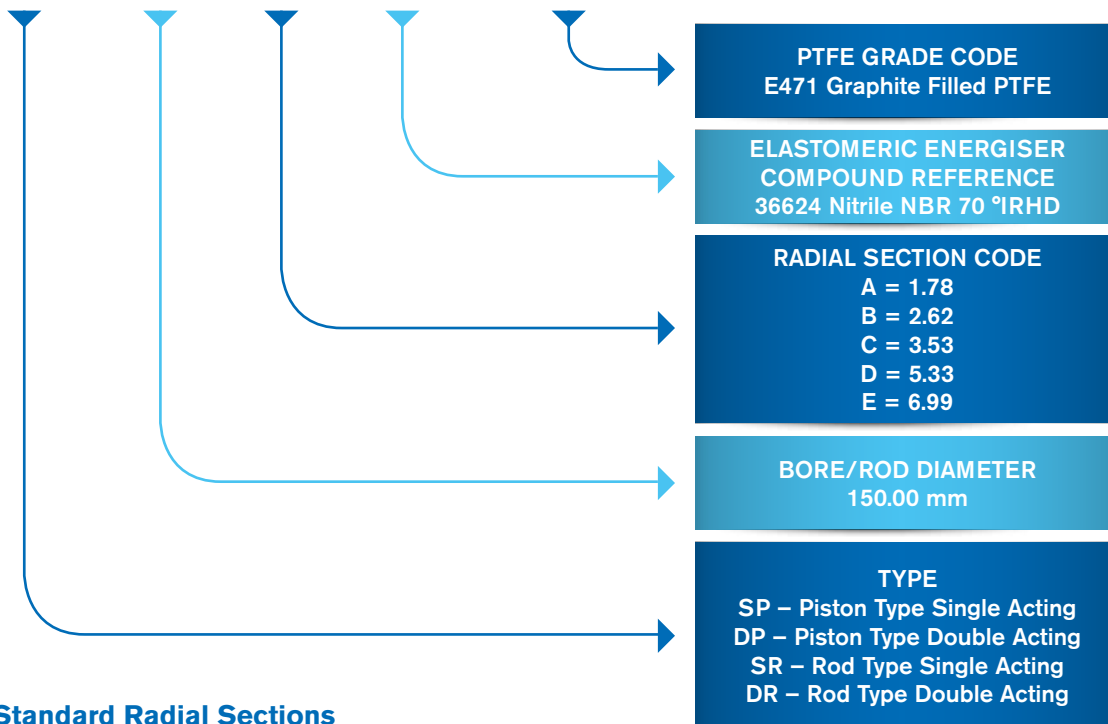 PTFE GRADE CODE
E471 Graphite Filled PTFE
ELASTOMERIC ENERGISER
COMPOUND REFERENCE
36624 Nitrile NBR 70 °IRHD
RADIAL SECTION CODE
A = 1.78
B = 2.62
C = 3.53
D = 5.33
E = 6.99
BORE/ROD DIAMETER
150.00 mm
TYPE
SP – Piston Type Single Acting
DP – Piston Type Double Acting
SR – Rod Type Single Acting
DR – Rod Type Double Acting
Standard Radial Sections